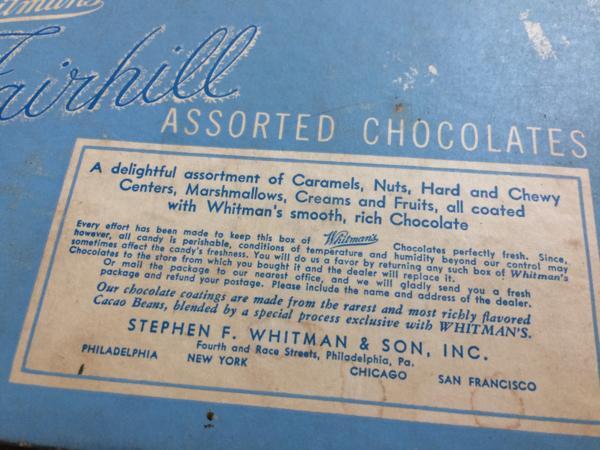 Whitman's
Fairhill
ASSORTED CHOCOLATES
A delightful assortment of Caramels, Nuts, Hard and Chewy
Centers, Marshmallows, Creams and Fruits, all coated
with Whitman's smooth, rich Chocolate
Every effort has been made to keep this box of Whitman's Chocolates perfectly fresh. Since,
however, all candy is perishable, conditions of temperature and humidity beyond our control may
sometimes affect the candy's freshness. You will do us a favor by returning any such box of Whitman's
Chocolates to the store from which you bought it and the dealer will replace it.
Or mail the package to our nearest office, and we will gladly send you a fresh
package and refund your postage. Please include the name and address of the dealer.
Our chocolate coatings are made from the rarest and most richly flavored
Cacao Beans, blended by a special process exclusive with WHITMAN'S.
STEPHEN F. WHITMAN & SON, INC.
Fourth and Race Streets, Philadelphia, Pa.
PHILADELPHIA NEW YORK CHICAGO SAN FRANCISCO